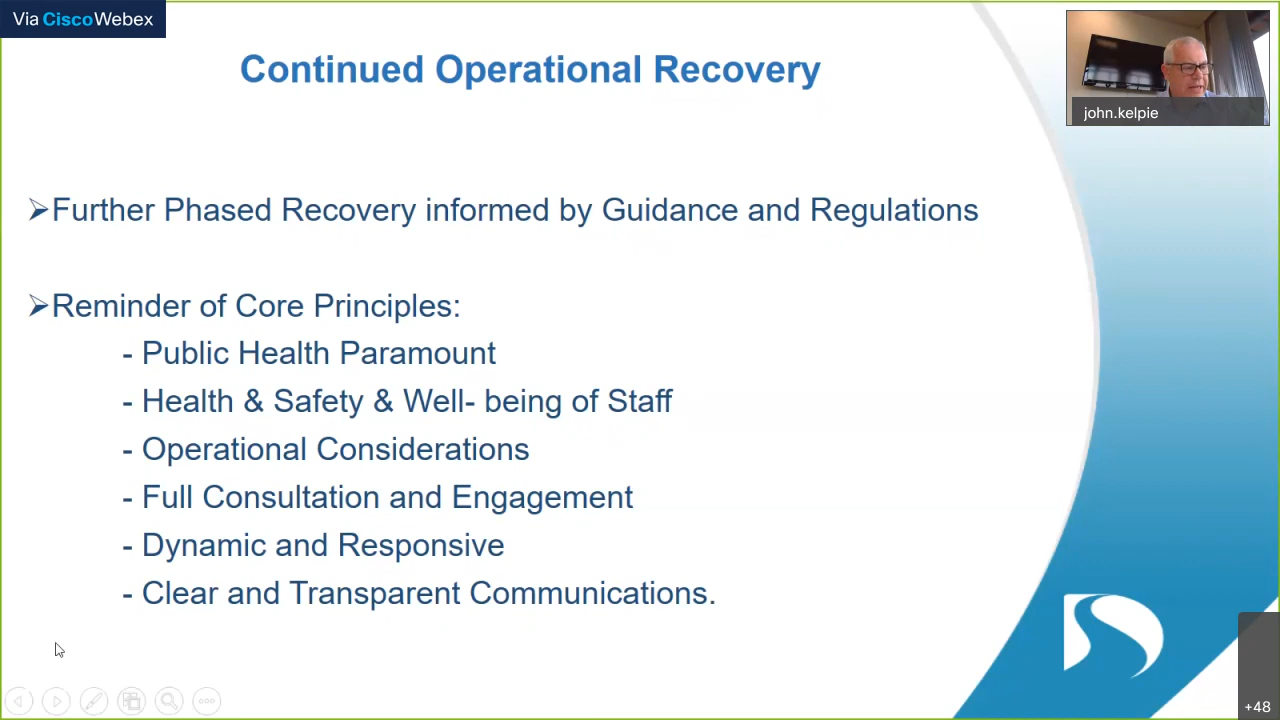 Via CiscoWebex
Continued Operational Recovery
john.kelpie
➢Further Phased Recovery informed by Guidance and Regulations
➢Reminder of Core Principles:
- Public Health Paramount
- Health & Safety & Well- being of Staff
- Operational Considerations
- Full Consultation and Engagement
- Dynamic and Responsive
- Clear and Transparent Communications.
+48